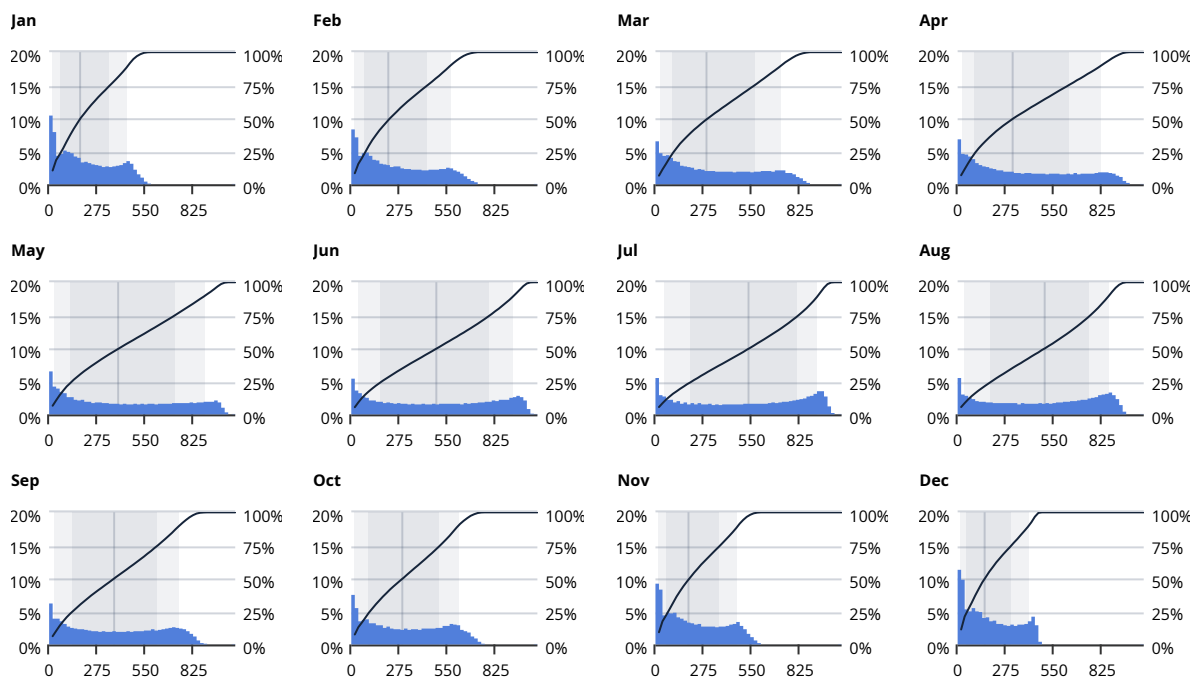 Jan Feb Mar Apr
20% 100% 20% 100% 20% 100% 20% 100%
15% 75% 15% 75% 15% 75% 15% 75%
10% 50% 10% 50% 10% 50% 10% 50%
5% 25% 5% 25% 5% 25% 5% 25%
0% 0% 0% 0% 0% 0% 0% 0%
0 275 550 825 0 275 550 825 0 275 550 825 0 275 550 825
May Jun Jul Aug
20% 100% 20% 100% 20% 100% 20% 100%
15% 75% 15% 75% 15% 75% 15% 75%
10% 50% 10% 50% 10% 50% 10% 50%
5% 25% 5% 25% 5% 25% 5% 25%
0% 0% 0% 0% 0% 0% 0% 0%
0 275 550 825 0 275 550 825 0 275 550 825 0 275 550 825
Sep Oct Nov Dec
20% 100% 20% 100% 20% 100% 20% 100%
15% 75% 15% 75% 15% 75% 15% 75%
10% 50% 10% 50% 10% 50% 10% 50%
5% 25% 5% 25% 5% 25% 5% 25%
0% 0% 0% 0% 0% 0% 0% 0%
0 275 550 825 0 275 550 825 0 275 550 825 0 275 550 825